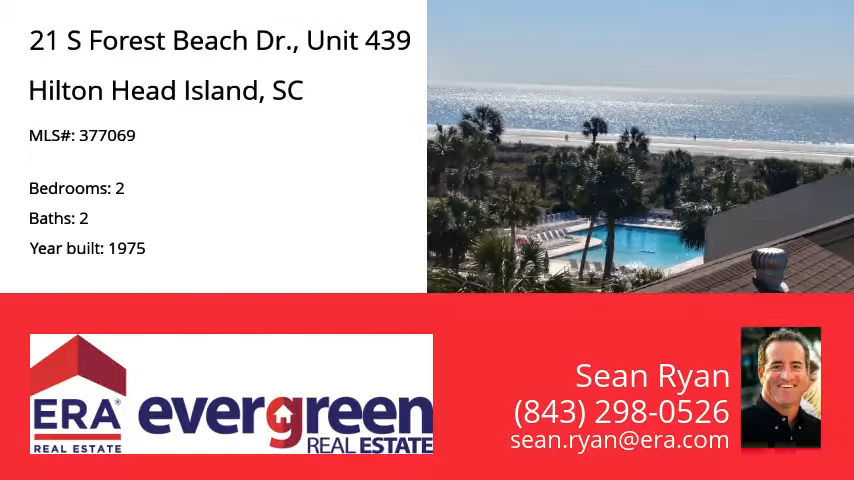 21 S Forest Beach Dr., Unit 439
Hilton Head Island, SC
MLS#: 377069
Bedrooms: 2
Baths: 2
Year built: 1975
ERA®
REAL ESTATE
evergreen
REAL ESTATE
Sean Ryan
(843) 298-0526
sean.ryan@era.com